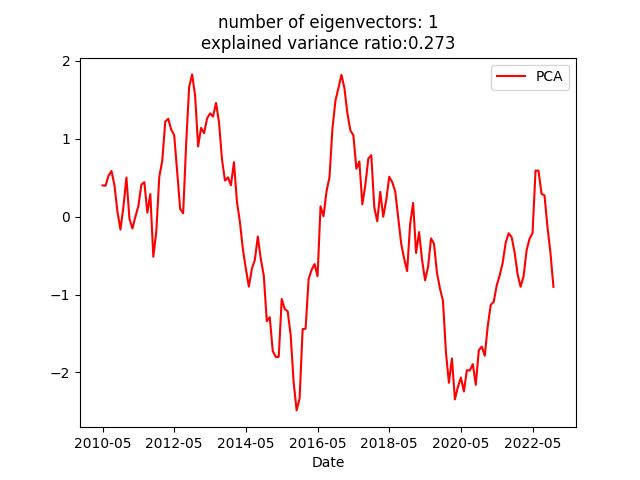 number of eigenvectors: 1
explained variance ratio:0.273
PCA
2
1
0
−1
−2
2010-05 2012-05 2014-05 2016-05 2018-05 2020-05 2022-05
Date